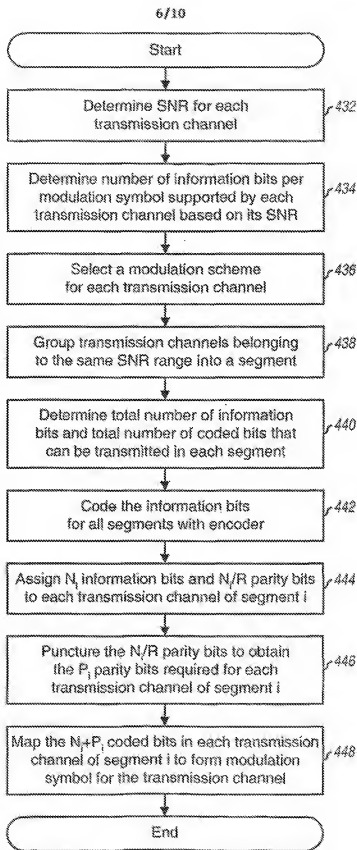 6/10
Start
Determine SNR for each
transmission channel
432
Determine number of information bits per
modulation symbol supported by each
transmission channel based on its SNR
434
Select a modulation scheme
for each transmission channel
436
Group transmission channels belonging
to the same SNR range into a segment
438
Determine total number of information
bits and total number of coded bits that
can be transmitted in each segment
440
Code the information bits
for all segments with encoder
442
Assign Ni information bits and Ni/R parity bits
to each transmission channel of segment i
444
Puncture the Ni/R parity bits to obtain
the Pi parity bits required for each
transmission channel of segment i
446
Map the Ni+Pi coded bits in each transmission
channel of segment i to form modulation
symbol for the transmission channel
448
End